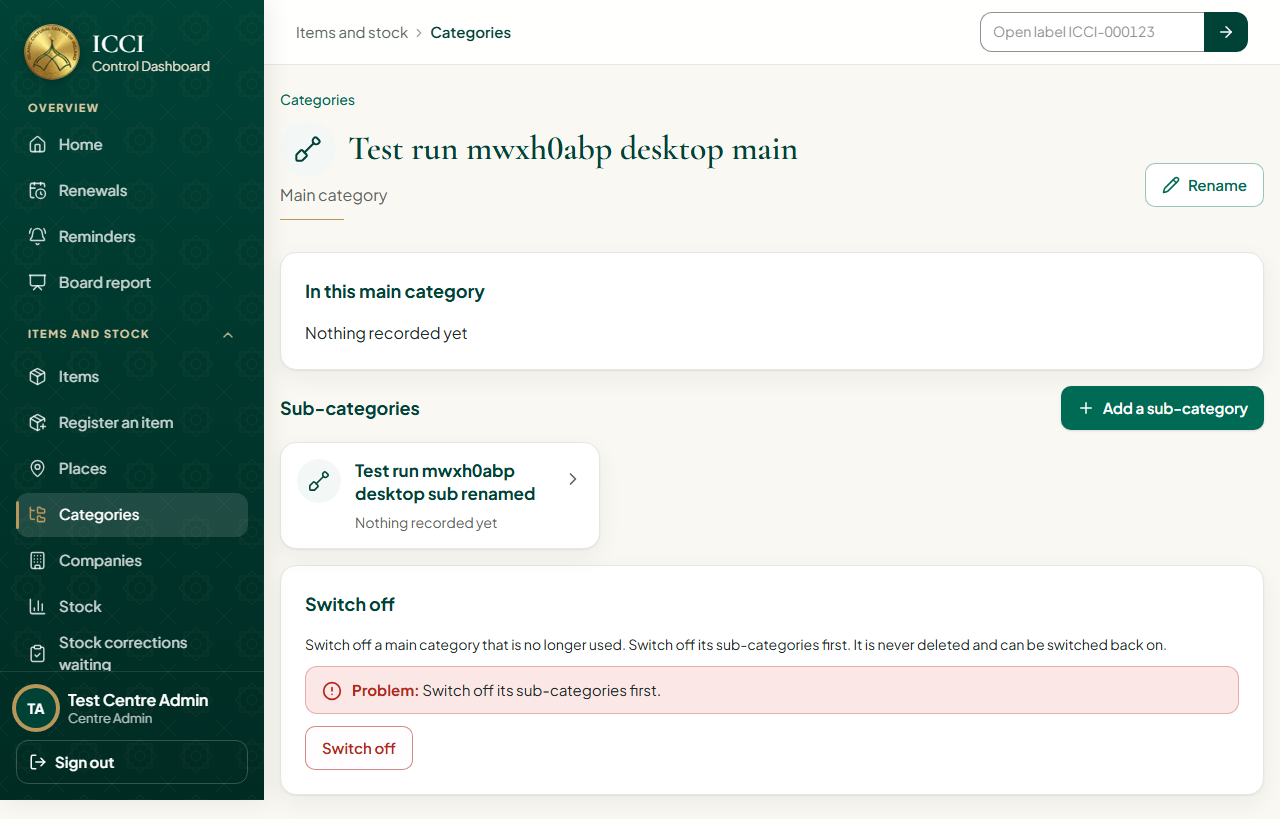 ICCI
Control Dashboard
OVERVIEW
Home
Renewals
Reminders
Board report
ITEMS AND STOCK
Items
Register an item
Places
Categories
Companies
Stock
Stock corrections
waiting
TA
Test Centre Admin
Centre Admin
Sign out
Items and stock › Categories
Open label ICCI-000123
Categories
Test run mwxh0abp desktop main
Main category
Rename
In this main category
Nothing recorded yet
Sub-categories
Add a sub-category
Test run mwxh0abp
desktop sub renamed
Nothing recorded yet
Switch off
Switch off a main category that is no longer used. Switch off its sub-categories first. It is never deleted and can be switched back on.
Problem: Switch off its sub-categories first.
Switch off